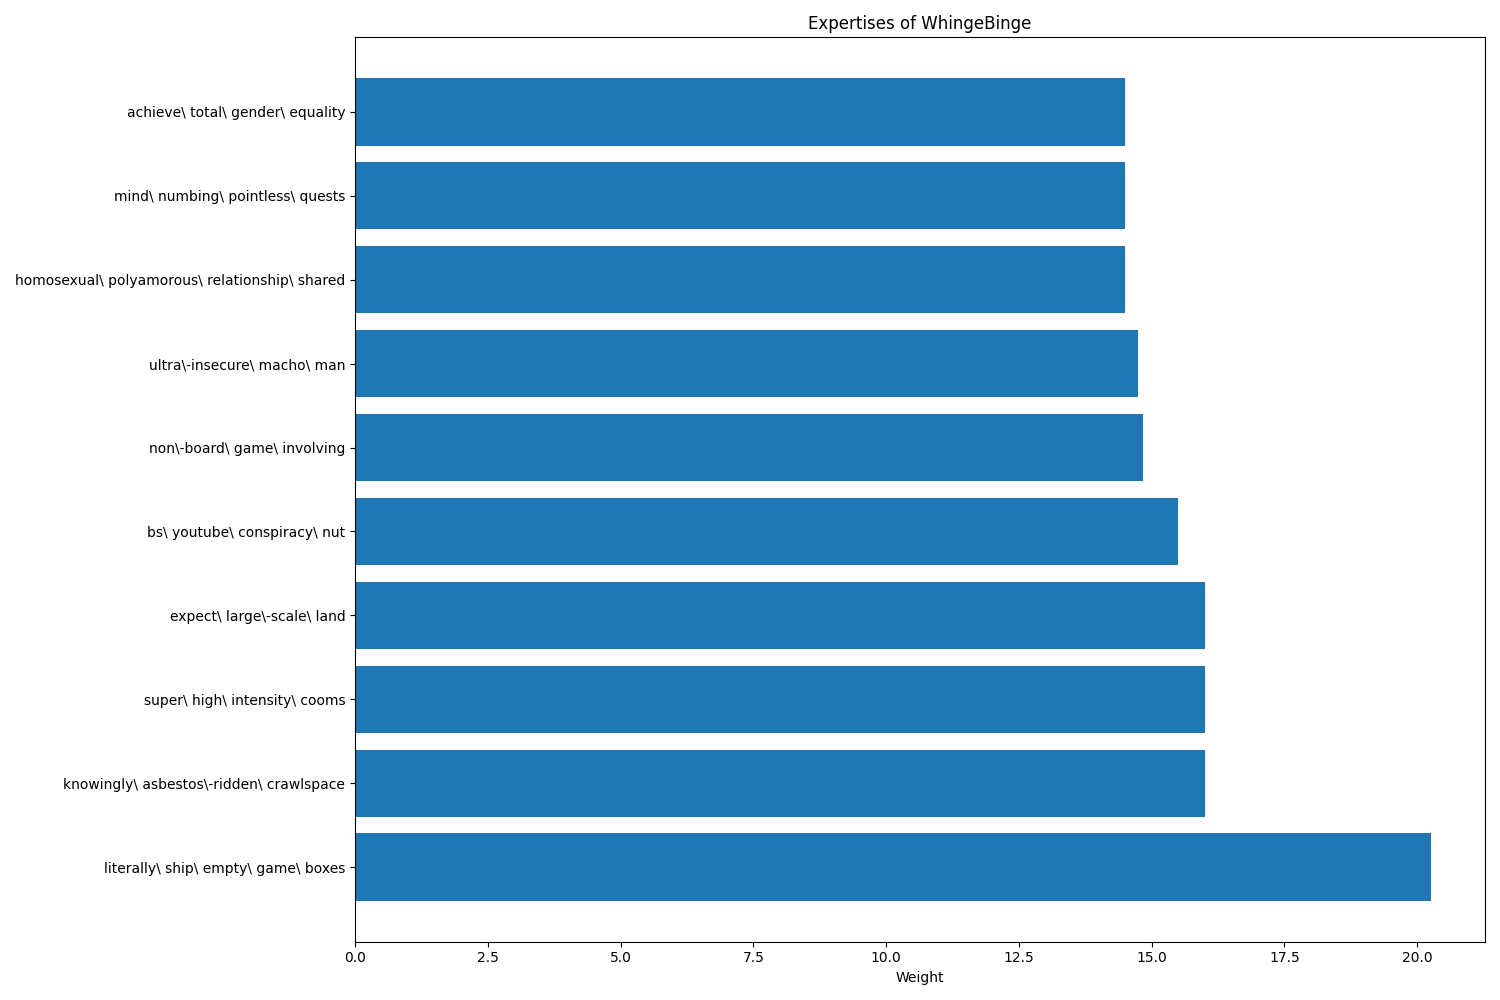 Expertises of WhingeBinge
achieve\ total\ gender\ equality
mind\ numbing\ pointless\ quests
homosexual\ polyamorous\ relationship\ shared
ultra\-insecure\ macho\ man
non\-board\ game\ involving
bs\ youtube\ conspiracy\ nut
expect\ large\-scale\ land
super\ high\ intensity\ cooms
knowingly\ asbestos\-ridden\ crawlspace
literally\ ship\ empty\ game\ boxes
0.0 2.5 5.0 7.5 10.0 12.5 15.0 17.5 20.0
Weight